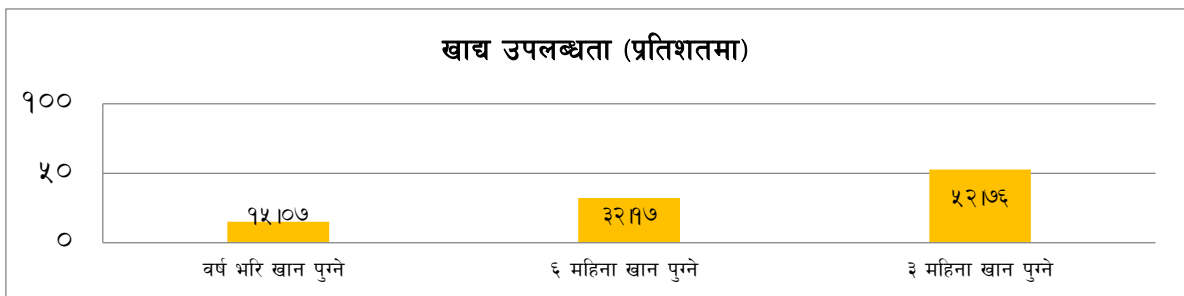 खाद्य उपलब्धता (प्रतिशतमा)
१००
५०
०
१५।०७
३२।१७
५२।७६
वर्ष भरि खान पुग्ने
६ महिना खान पुग्ने
३ महिना खान पुग्ने